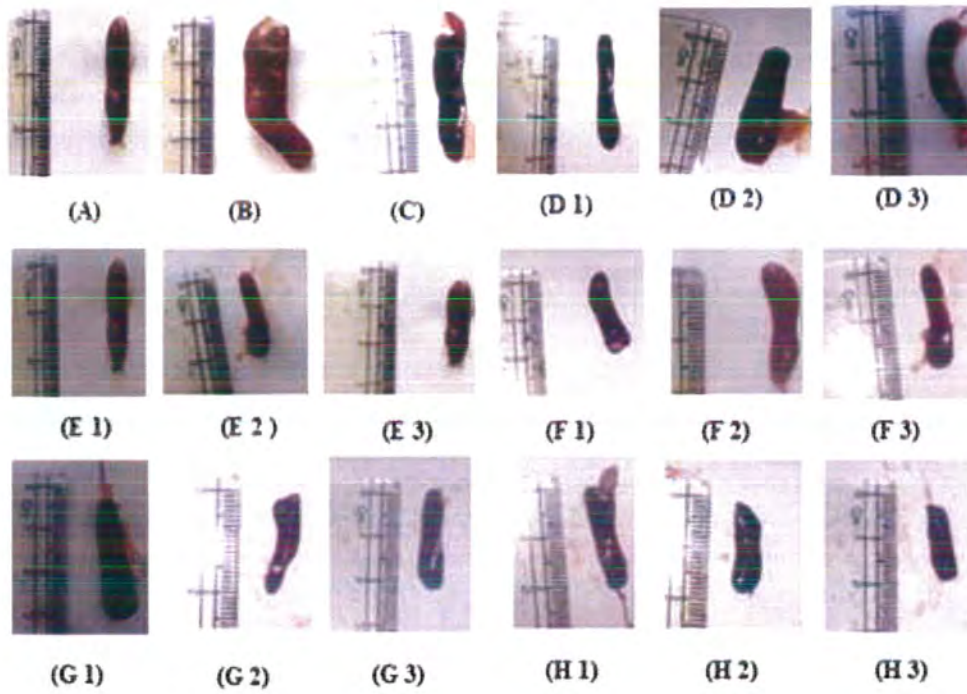 (A) (B) (C) (D 1) (D 2) (D 3)
(E 1) (E 2 ) (E 3) (F 1) (F 2) (F 3)
(G 1) (G 2) (G 3) (H 1) (H 2) (H 3)